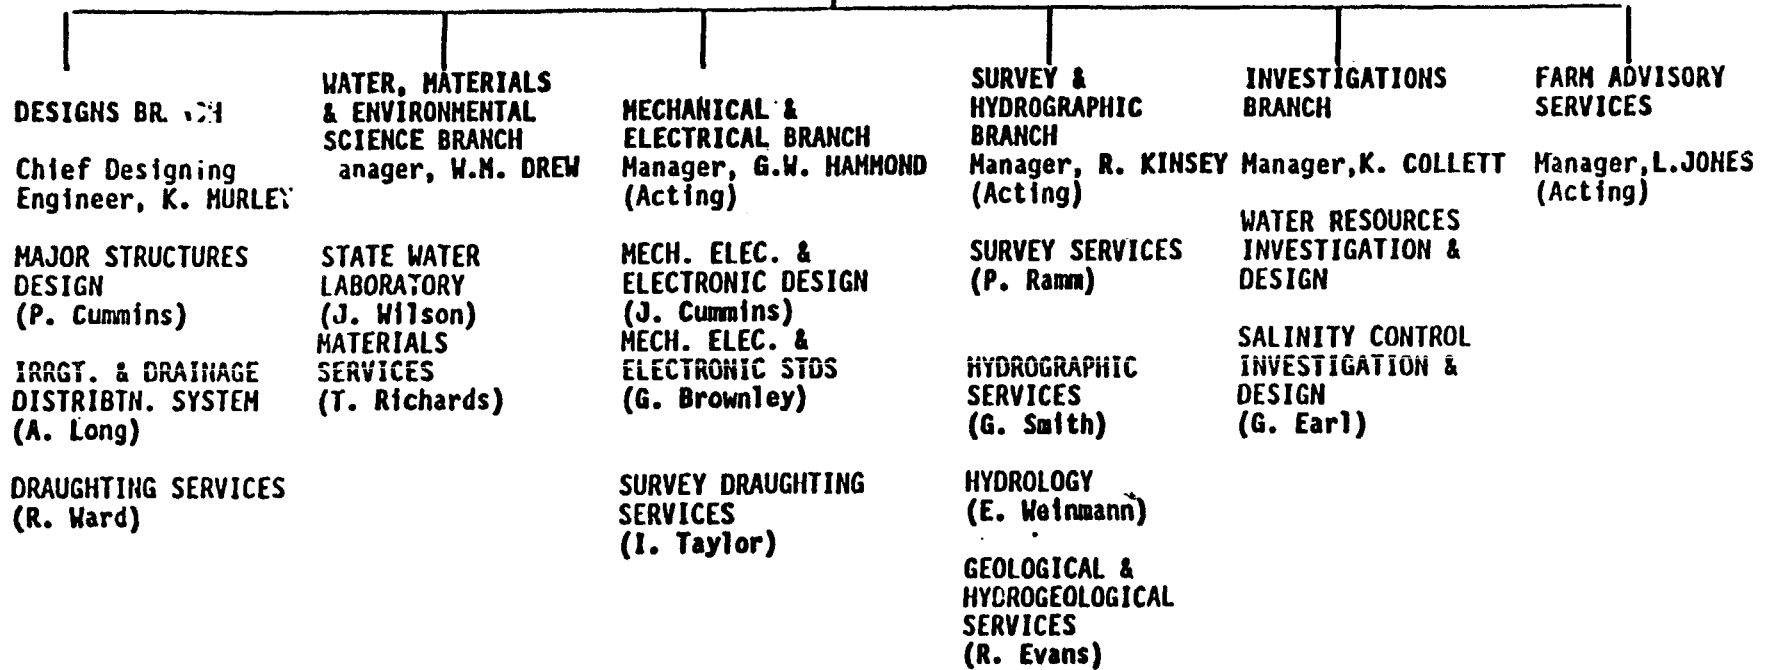 DESIGNS
Chief Designing
Engineer, K. MURLEY
MAJOR STRUCTURES
DESIGN
(P. Cummins)
IRRGT. & DRAINAGE
DISTRIBTN. SYSTEM
(A. Long)
DRAUGHTING SERVICES
(R. Ward)
WATER, MATERIALS
& ENVIRONMENTAL
SCIENCE BRANCH
anager, W.M. DREW
STATE WATER
LABORATORY
(J. Wilson)
MATERIALS
SERVICES
(T. Richards)
MECHANICAL &
ELECTRICAL BRANCH
Manager, G.W. HAMMOND
(Acting)
MECH. ELEC. &
ELECTRONIC DESIGN
(J. Cummins)
MECH. ELEC. &
ELECTRONIC STDS
(G. Brownley)
SURVEY DRAUGHTING
SERVICES
(I. Taylor)
SURVEY &
HYDROGRAPHIC
BRANCH
Manager, R. KINSEY
(Acting)
SURVEY SERVICES
(P. Ramm)
HYDROGRAPHIC
SERVICES
(G. Smith)
HYDROLOGY
(E. Weinmann)
GEOLOGICAL &
HYDROGEOLOGICAL
SERVICES
(R. Evans)
INVESTIGATIONS
BRANCH
Manager,K. COLLETT
WATER RESOURCES
INVESTIGATION &
DESIGN
SALINITY CONTROL
INVESTIGATION &
DESIGN
(G. Earl)
FARM ADVISORY
SERVICES
Manager,L.JONES
(Acting)